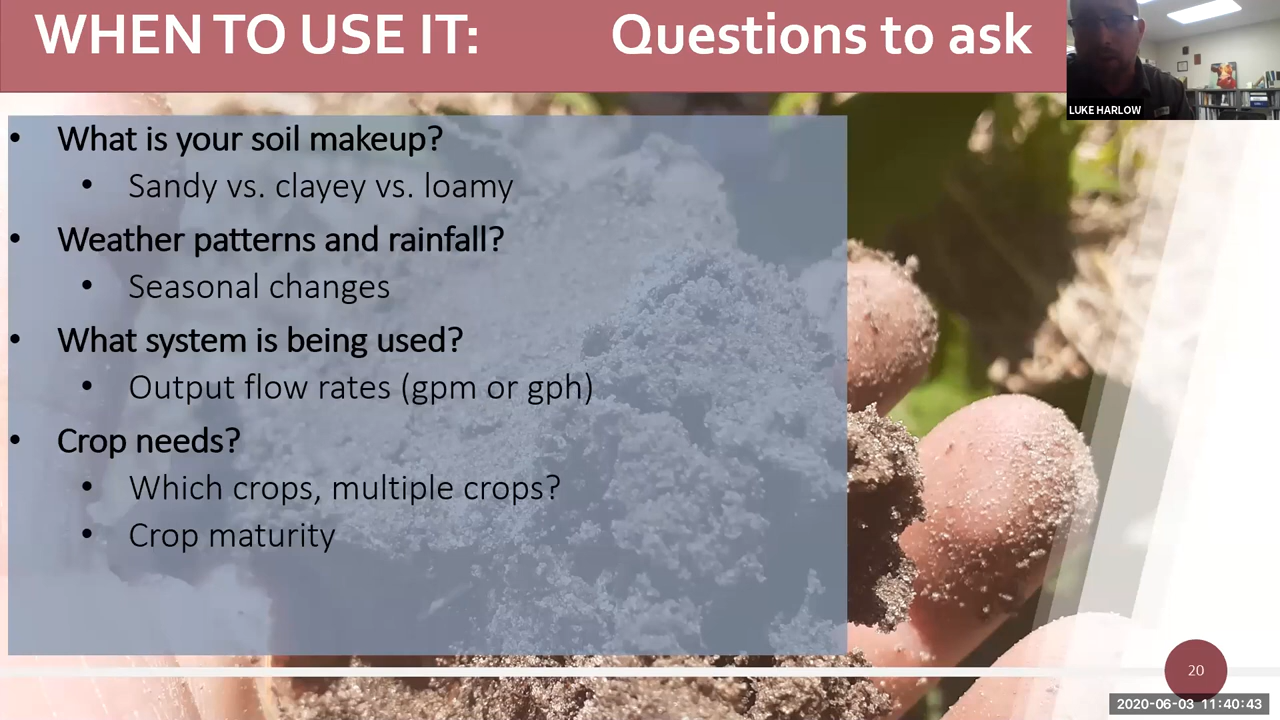 WHEN TO USE IT: Questions to ask
LUKE HARLOW
• What is your soil makeup?
• Sandy vs. clayey vs. loamy
• Weather patterns and rainfall?
• Seasonal changes
• What system is being used?
• Output flow rates (gpm or gph)
• Crop needs?
• Which crops, multiple crops?
• Crop maturity
20
2020-06-03 11:40:43